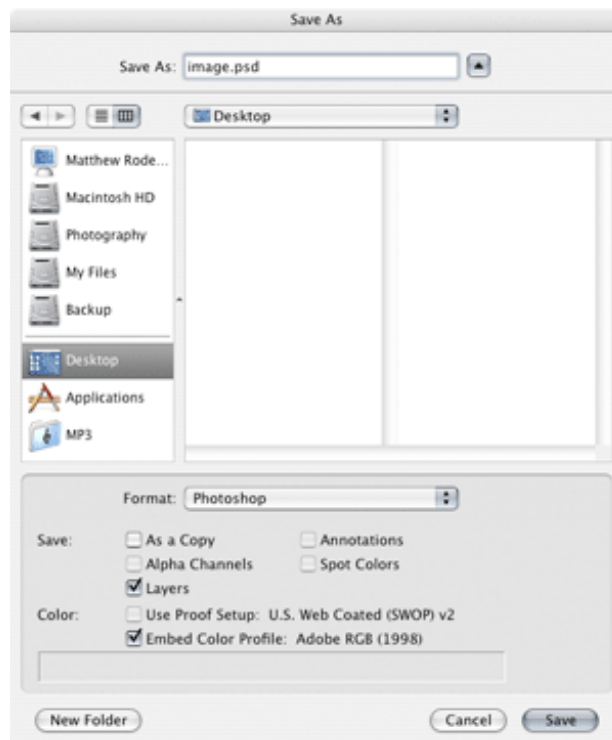 Save As
Save As: image.psd
Desktop
Matthew Rode...
Macintosh HD
Photography
My Files
Backup
Desktop
Applications
MP3
Format: Photoshop
Save: As a Copy Annotations
Alpha Channels Spot Colors
Layers
Color: Use Proof Setup: U.S. Web Coated (SWOP) v2
Embed Color Profile: Adobe RGB (1998)
New Folder Cancel Save